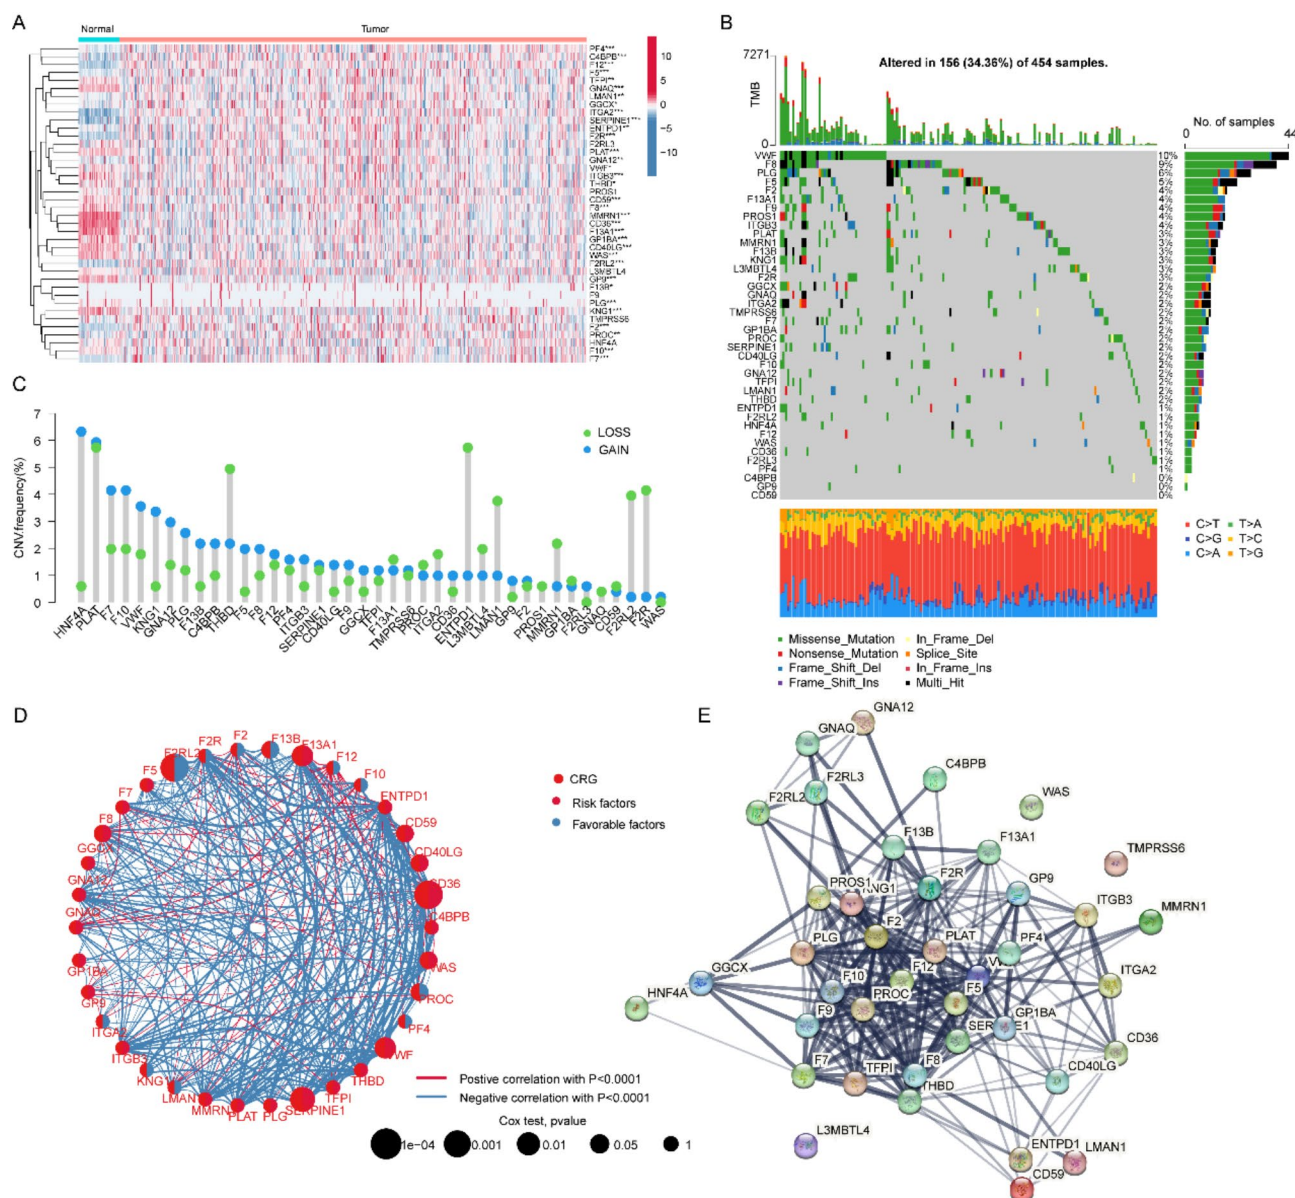 A
Normal
Tumor
PF4***
C4BPB***
F12***
F5***
TFPI**
GNAQ***
LMAN1**
GGCX*
ITGA2***
SERPINE1***
ENTPD1**
F2R***
F2RL3
PLAT***
GNA12**
VWF*
ITGB3***
THBD*
PROS1
CD59***
F8***
MMRN1***
CD36***
F13A1***
GP1BA***
CD40LG***
WAS***
F2RL2***
L3MBTL4
GP9***
F13B*
F9
PLG***
KNG1***
TMPRSS6
F2***
PROC**
HNF4A
F10***
F7***
10
5
0
−5
−10
B
Altered in 156 (34.36%) of 454 samples.
7271
TMB
0
No. of samples
0 44
VWF 10%
F8 9%
PLG 6%
F5 5%
F2 4%
F13A1 4%
F9 4%
PROS1 4%
ITGB3 4%
PLAT 3%
MMRN1 3%
F13B 3%
KNG1 3%
L3MBTL4 3%
F2R 3%
GGCX 2%
GNAQ 2%
ITGA2 2%
TMPRSS6 2%
F7 2%
GP1BA 2%
PROC 2%
SERPINE1 2%
CD40LG 2%
F10 2%
GNA12 2%
TFPI 2%
LMAN1 2%
THBD 2%
ENTPD1 1%
F2RL2 1%
HNF4A 1%
F12 1%
WAS 1%
CD36 1%
F2RL3 1%
PF4 1%
C4BPB 0%
GP9 0%
CD59 0%
C>T T>A
C>G T>C
C>A T>G
Missense_Mutation In_Frame_Del
Nonsense_Mutation Splice_Site
Frame_Shift_Del In_Frame_Ins
Frame_Shift_Ins Multi_Hit
C
CNV.frequency(%)
7
6
5
4
3
2
1
0
LOSS
GAIN
HNF4A
PLAT
F7
F10
VWF
KNG1
GNA12
PLG
F13B
C4BPB
THBD
F5
F8
F12
PF4
ITGB3
SERPINE1
CD40LG
F9
GGCX
TFPI
F13A1
TMPRSS6
PROC
ITGA2
CD36
ENTPD1
L3MBTL4
LMAN1
GP9
F2
PROS1
MMRN1
GP1BA
F2RL3
GNAQ
CD59
F2RL2
F2R
WAS
D
F2RL2
F2R
F2
F13B
F13A1
F12
F10
ENTPD1
CD59
CD40LG
CD36
C4BPB
WAS
PROC
PF4
VWF
THBD
TFPI
SERPINE1
PLG
PLAT
MMRN1
LMAN1
KNG1
ITGB3
ITGA2
GP9
GP1BA
GNAQ
GNA12
GGCX
F8
F7
F5
CRG
Risk factors
Favorable factors
Postive correlation with P<0.0001
Negative correlation with P<0.0001
Cox test, pvalue
1e−04 0.001 0.01 0.05 1
E
GNA12
GNAQ
F2RL3
F2RL2
C4BPB
WAS
F13B
F13A1
TMPRSS6
F2R
GP9
ITGB3
PROS1
KNG1
MMRN1
F2
PLG
PLAT
PF4
GGCX
F12
VWF
ITGA2
HNF4A
F10
PROC
F5
F9
GP1BA
SERPINE1
CD36
F7
TFPI
F8
CD40LG
THBD
L3MBTL4
ENTPD1
LMAN1
CD59